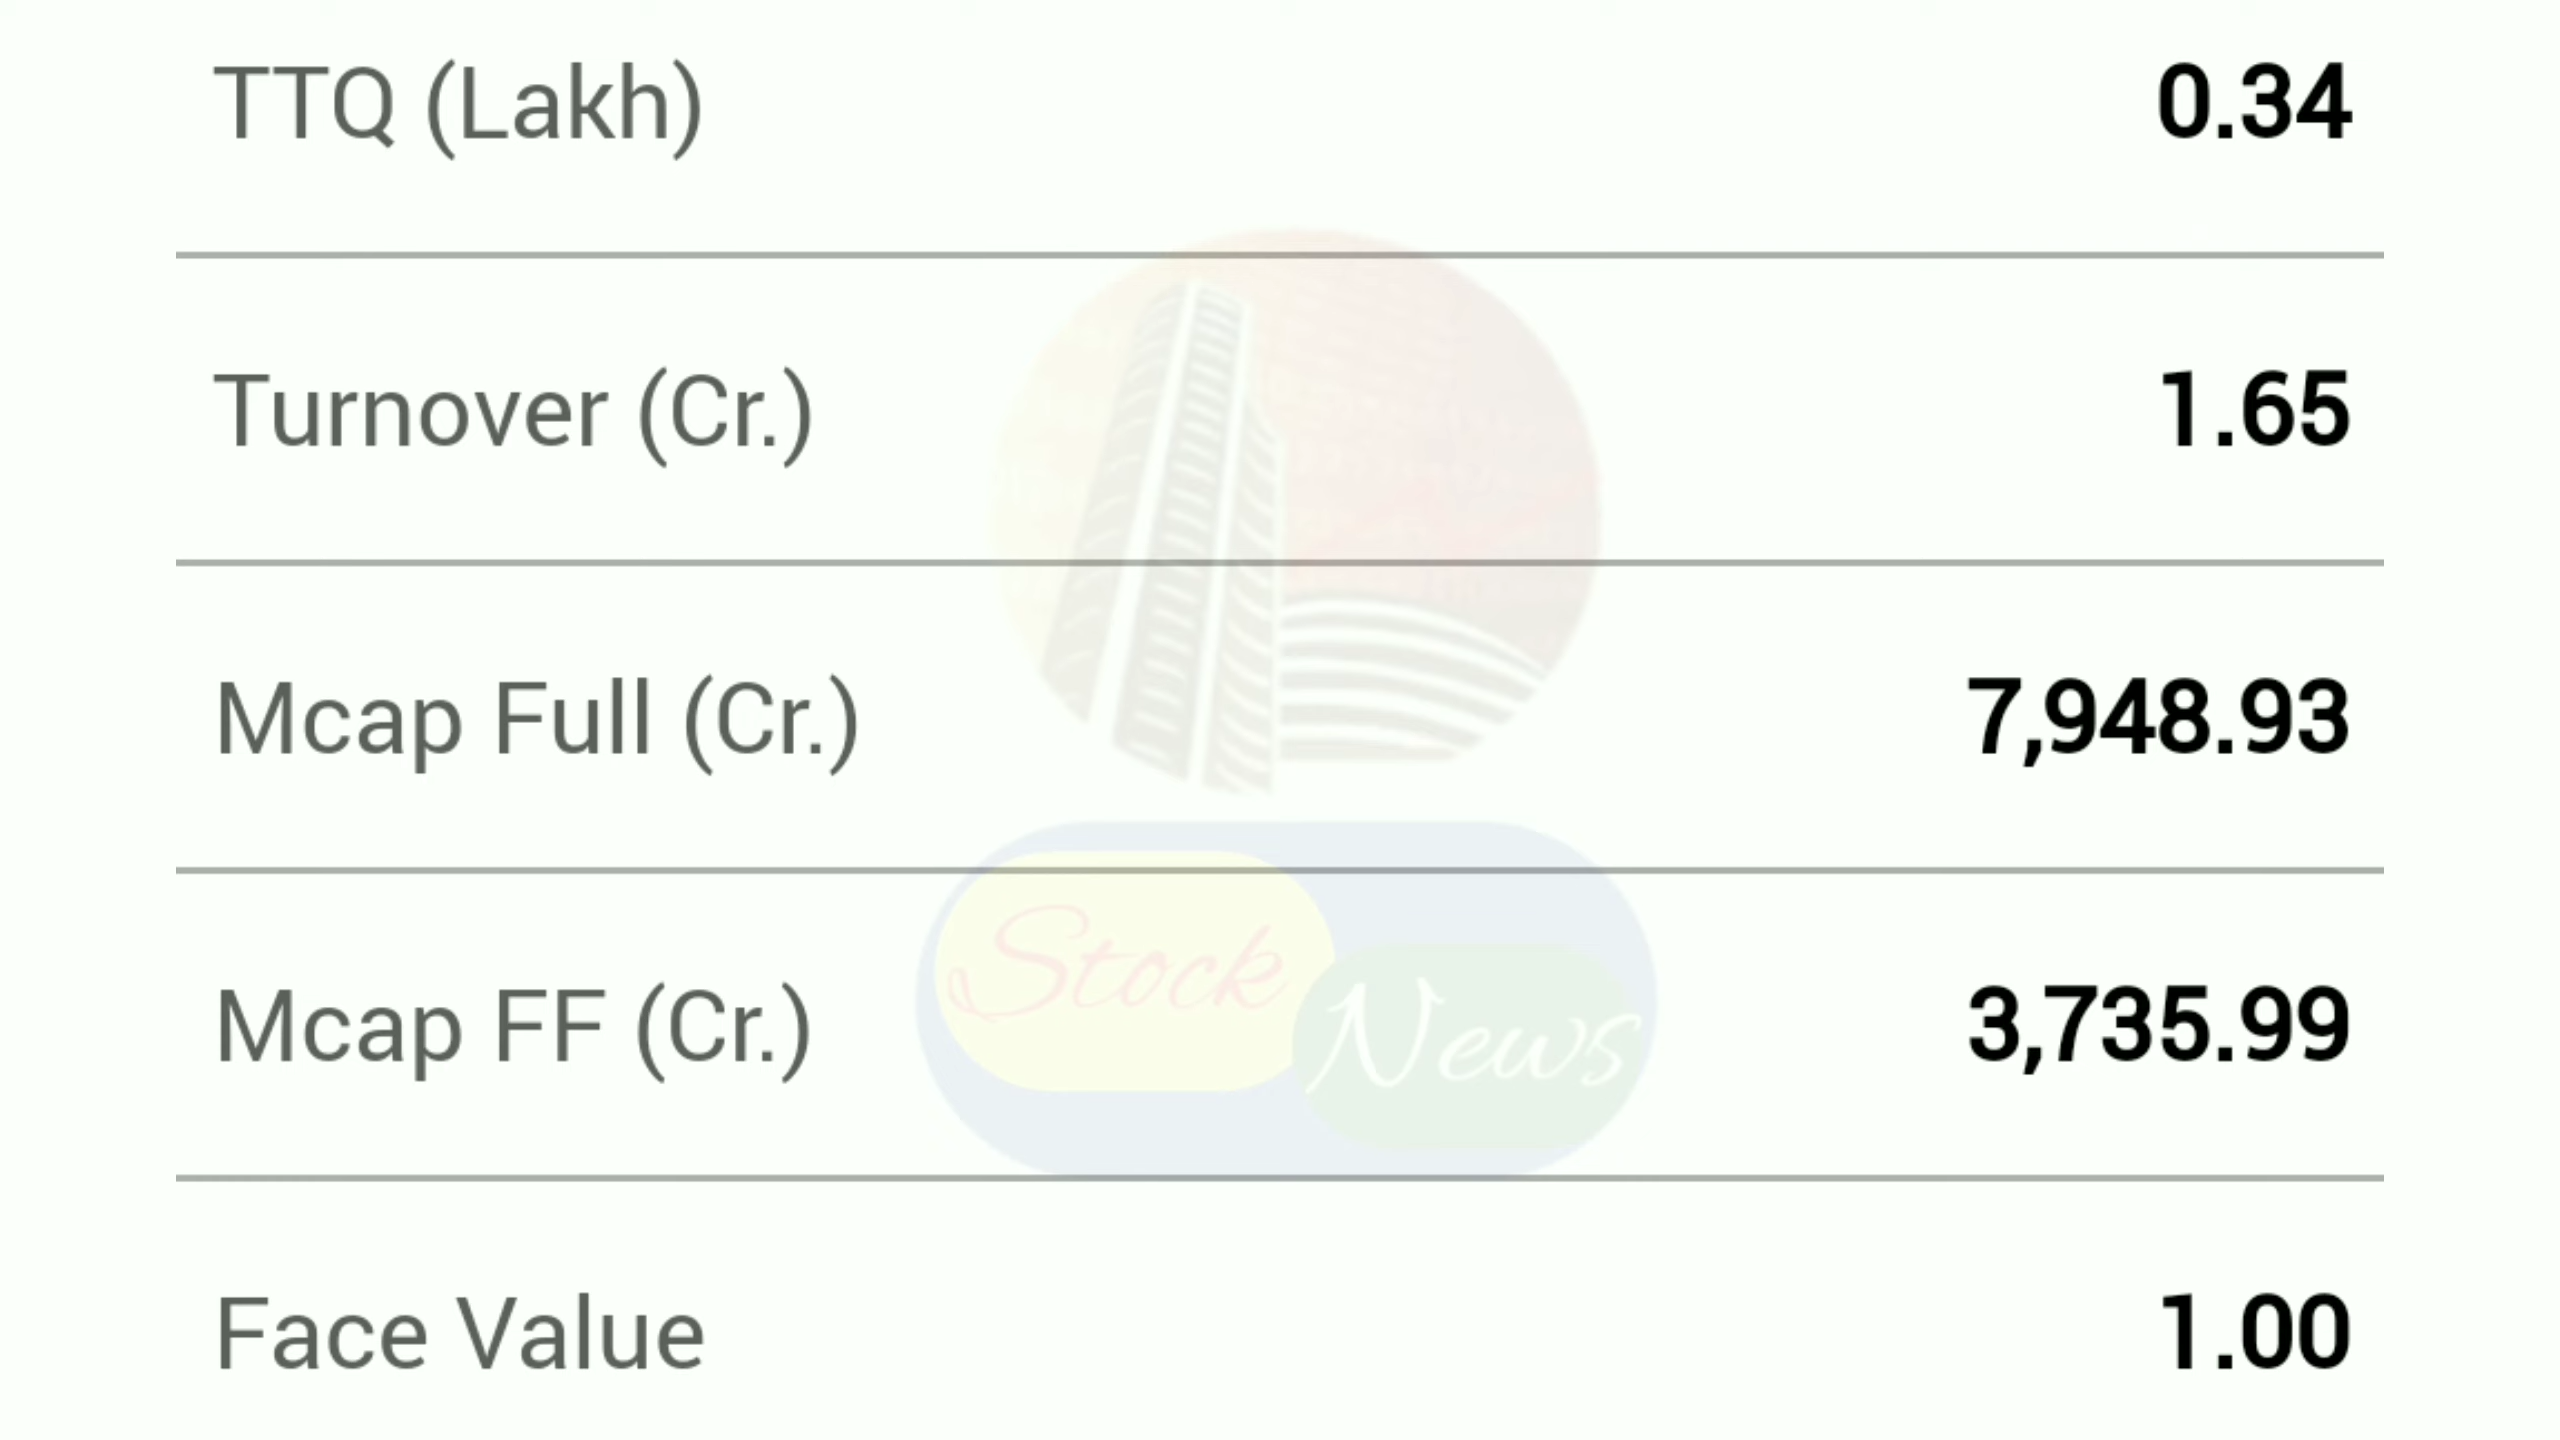 TTQ (Lakh) 0.34
Turnover (Cr.) 1.65
Mcap Full (Cr.) 7,948.93
Mcap FF (Cr.) 3,735.99
Stock
News
Face Value 1.00